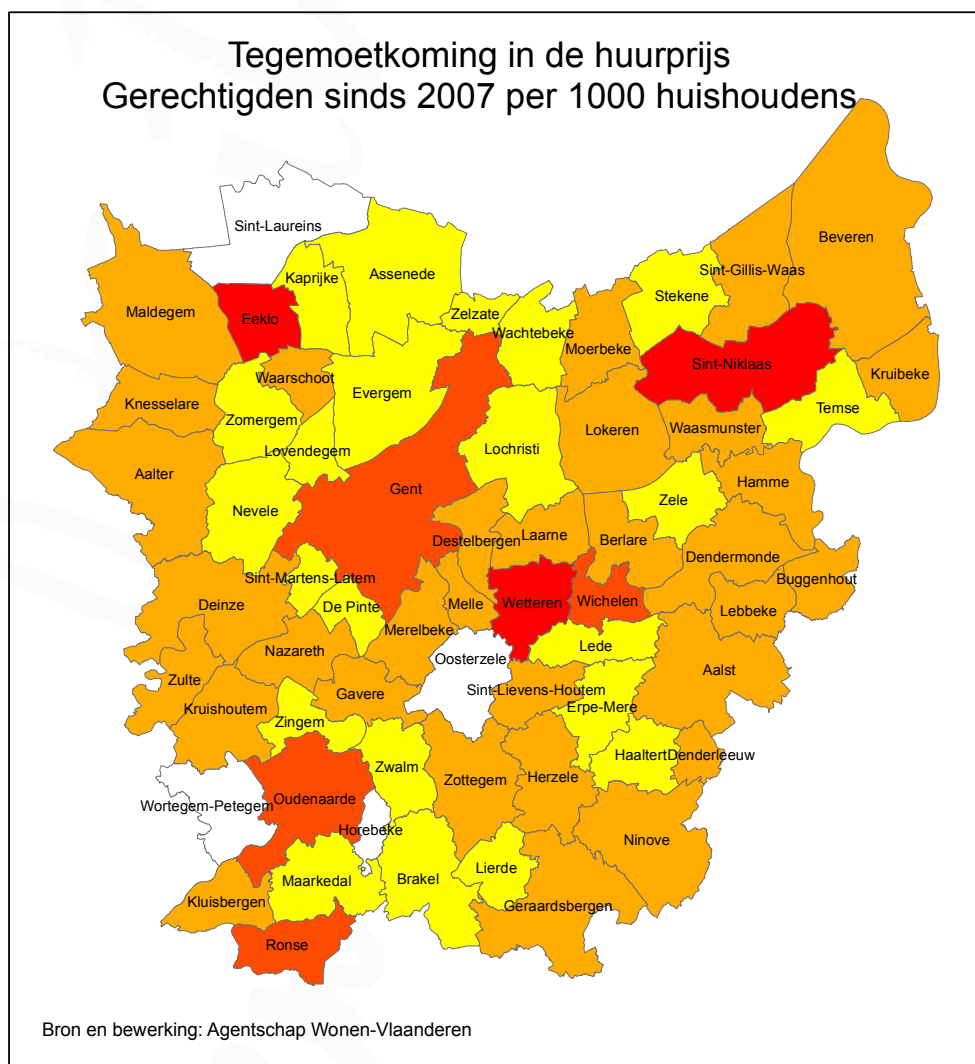 Tegemoetkoming in de huurprijs
Gerechtigden sinds 2007 per 1000 huishoudens
Sint-Laureins
Beveren
Assenede
Kaprijke
Sint-Gillis-Waas
Stekene
Maldegem
Eeklo
Zelzate
Wachtebeke
Moerbeke
Sint-Niklaas
Kruibeke
Waarschoot
Evergem
Knesselare
Temse
Zomergem
Lokeren
Waasmunster
Lovendegem
Lochristi
Aalter
Hamme
Gent
Zele
Nevele
Destelbergen
Laarne
Berlare
Dendermonde
Sint-Martens-Latem
Buggenhout
Deinze
De Pinte
Melle
Wetteren
Wichelen
Lebbeke
Merelbeke
Nazareth
Oosterzele
Lede
Aalst
Zulte
Gavere
Sint-Lievens-Houtem
Kruishoutem
Zingem
Erpe-Mere
Zwalm
Zottegem
Herzele
Haaltert
Denderleeuw
Oudenaarde
Wortegem-Petegem
Horebeke
Ninove
Maarkedal
Brakel
Lierde
Kluisbergen
Geraardsbergen
Ronse
Bron en bewerking: Agentschap Wonen-Vlaanderen